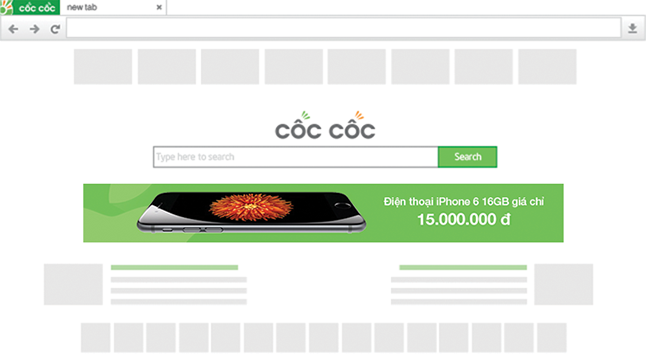 cốc cốc
new tab
cốc cốc
Type here to search
Search
Điện thoại iPhone 6 16GB giá chí
15.000.000 đ